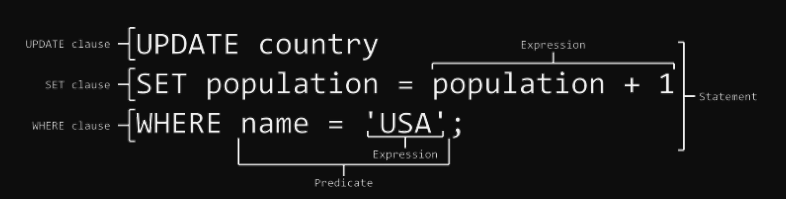 Expression
UPDATE clause UPDATE country
SET clause SET population = population + 1
Statement
WHERE clause WHERE name = 'USA';
Expression
Predicate